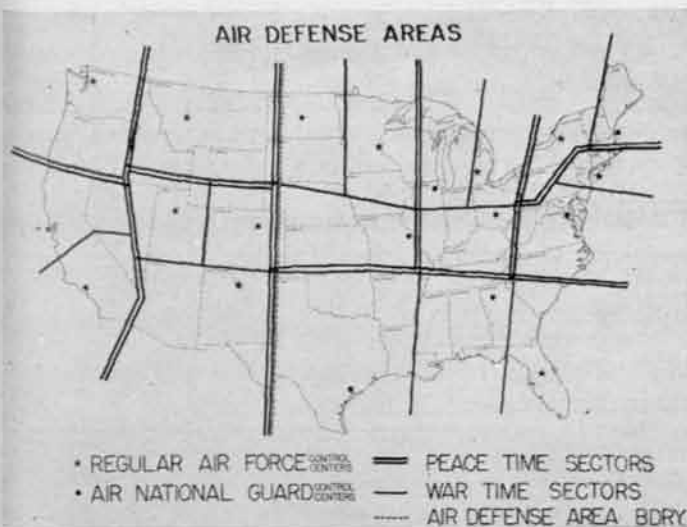 AIR DEFENSE AREAS
• REGULAR AIR FORCE CONTROL CENTERS
• AIR NATIONAL GUARD CONTROL CENTERS
PEACE TIME SECTORS
WAR TIME SECTORS
AIR DEFENSE AREA BDRY